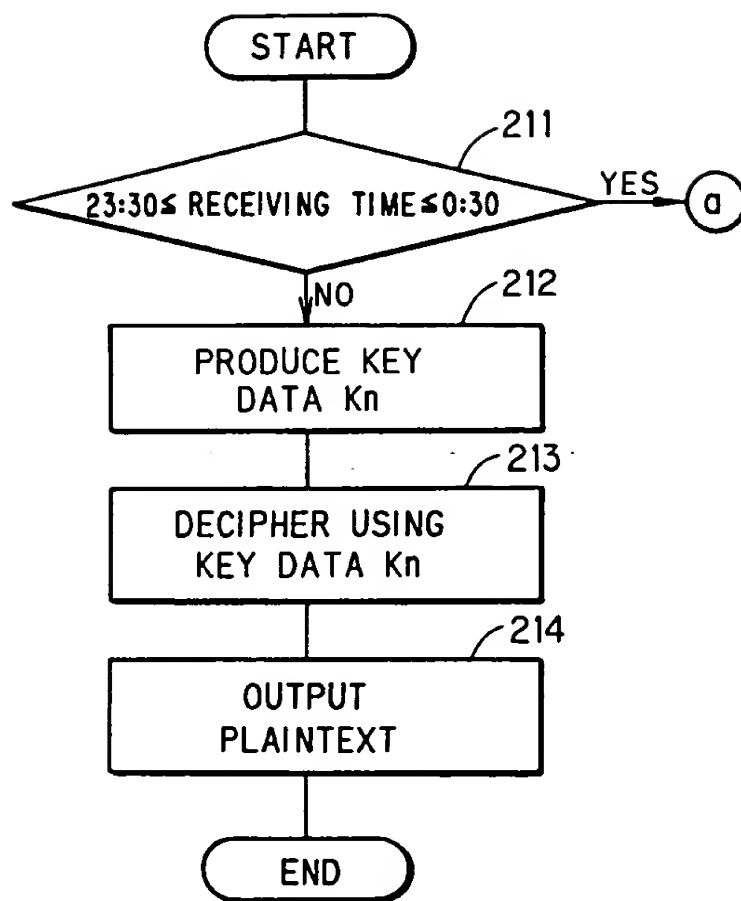 START
211
23:30≤ RECEIVING TIME≤0:30
YES
a
NO
212
PRODUCE KEY
DATA Kn
213
DECIPHER USING
KEY DATA Kn
214
OUTPUT
PLAINTEXT
END